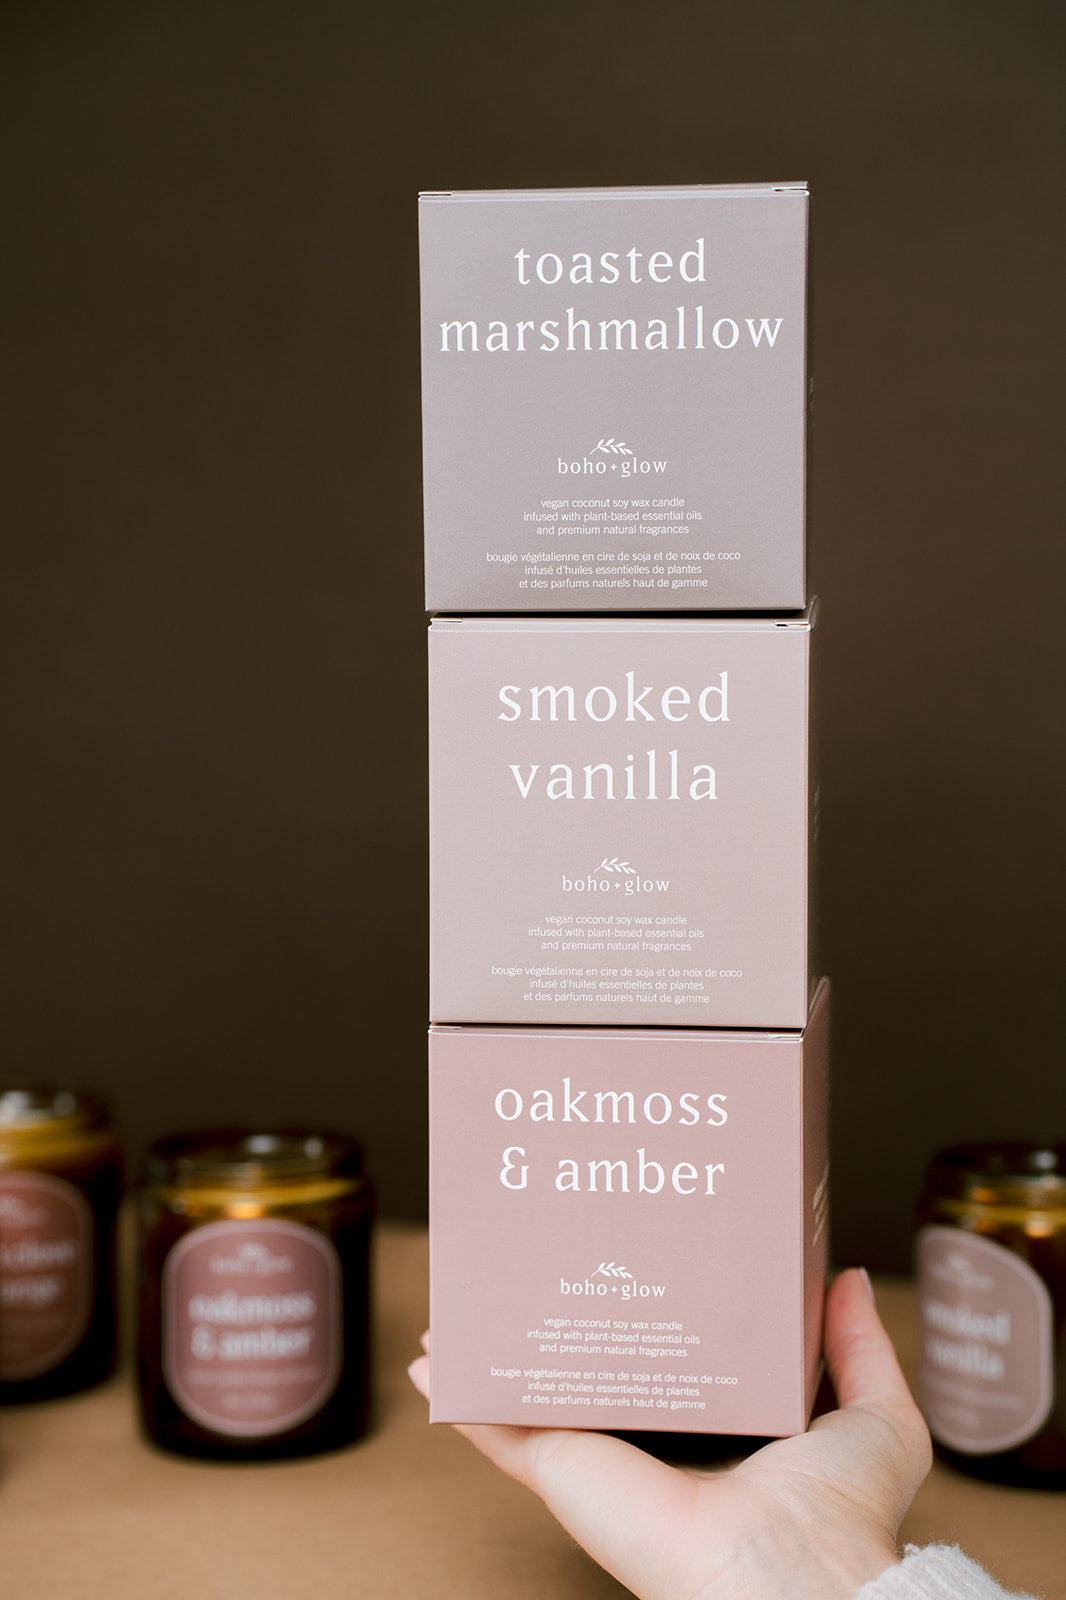 toasted
marshmallow
boho+glow
vegan coconut soy wax candle
infused with plant-based essential oils
and premium natural fragrances
bougie végétalienne en cire de soja et de noix de coco
infusé d'huiles essentielles de plantes
et des parfums naturels haut de gamme
smoked
vanilla
boho+glow
vegan coconut soy wax candle
infused with plant-based essential oils
and premium natural fragrances
bougie végétalienne en cire de soja et de noix de coco
infusé d'huiles essentielles de plantes
et des parfums naturels haut de gamme
oakmoss
& amber
boho+glow
vegan coconut soy wax candle
infused with plant-based essential oils
and premium natural fragrances
bougie végétalienne en cire de soja et de noix de coco
infusé d'huiles essentielles de plantes
et des parfums naturels haut de gamme
boho+glow
oakmoss
& amber
boho+glow
smoked
vanilla